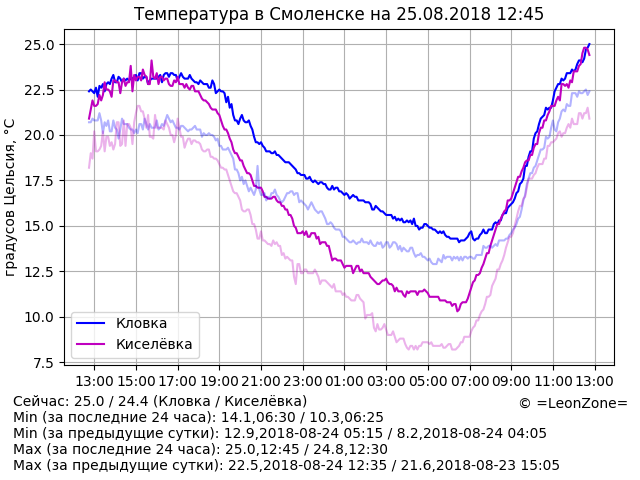 Температура в Смоленске на 25.08.2018 12:45
градусов Цельсия, °C
25.0
22.5
20.0
17.5
15.0
12.5
10.0
7.5
Кловка
Киселёвка
13:00 15:00 17:00 19:00 21:00 23:00 01:00 03:00 05:00 07:00 09:00 11:00 13:00
Сейчас: 25.0 / 24.4 (Кловка / Киселёвка)
© =LeonZone=
Min (за последние 24 часа): 14.1,06:30 / 10.3,06:25
Min (за предыдущие сутки): 12.9,2018-08-24 05:15 / 8.2,2018-08-24 04:05
Max (за последние 24 часа): 25.0,12:45 / 24.8,12:30
Max (за предыдущие сутки): 22.5,2018-08-24 12:35 / 21.6,2018-08-23 15:05